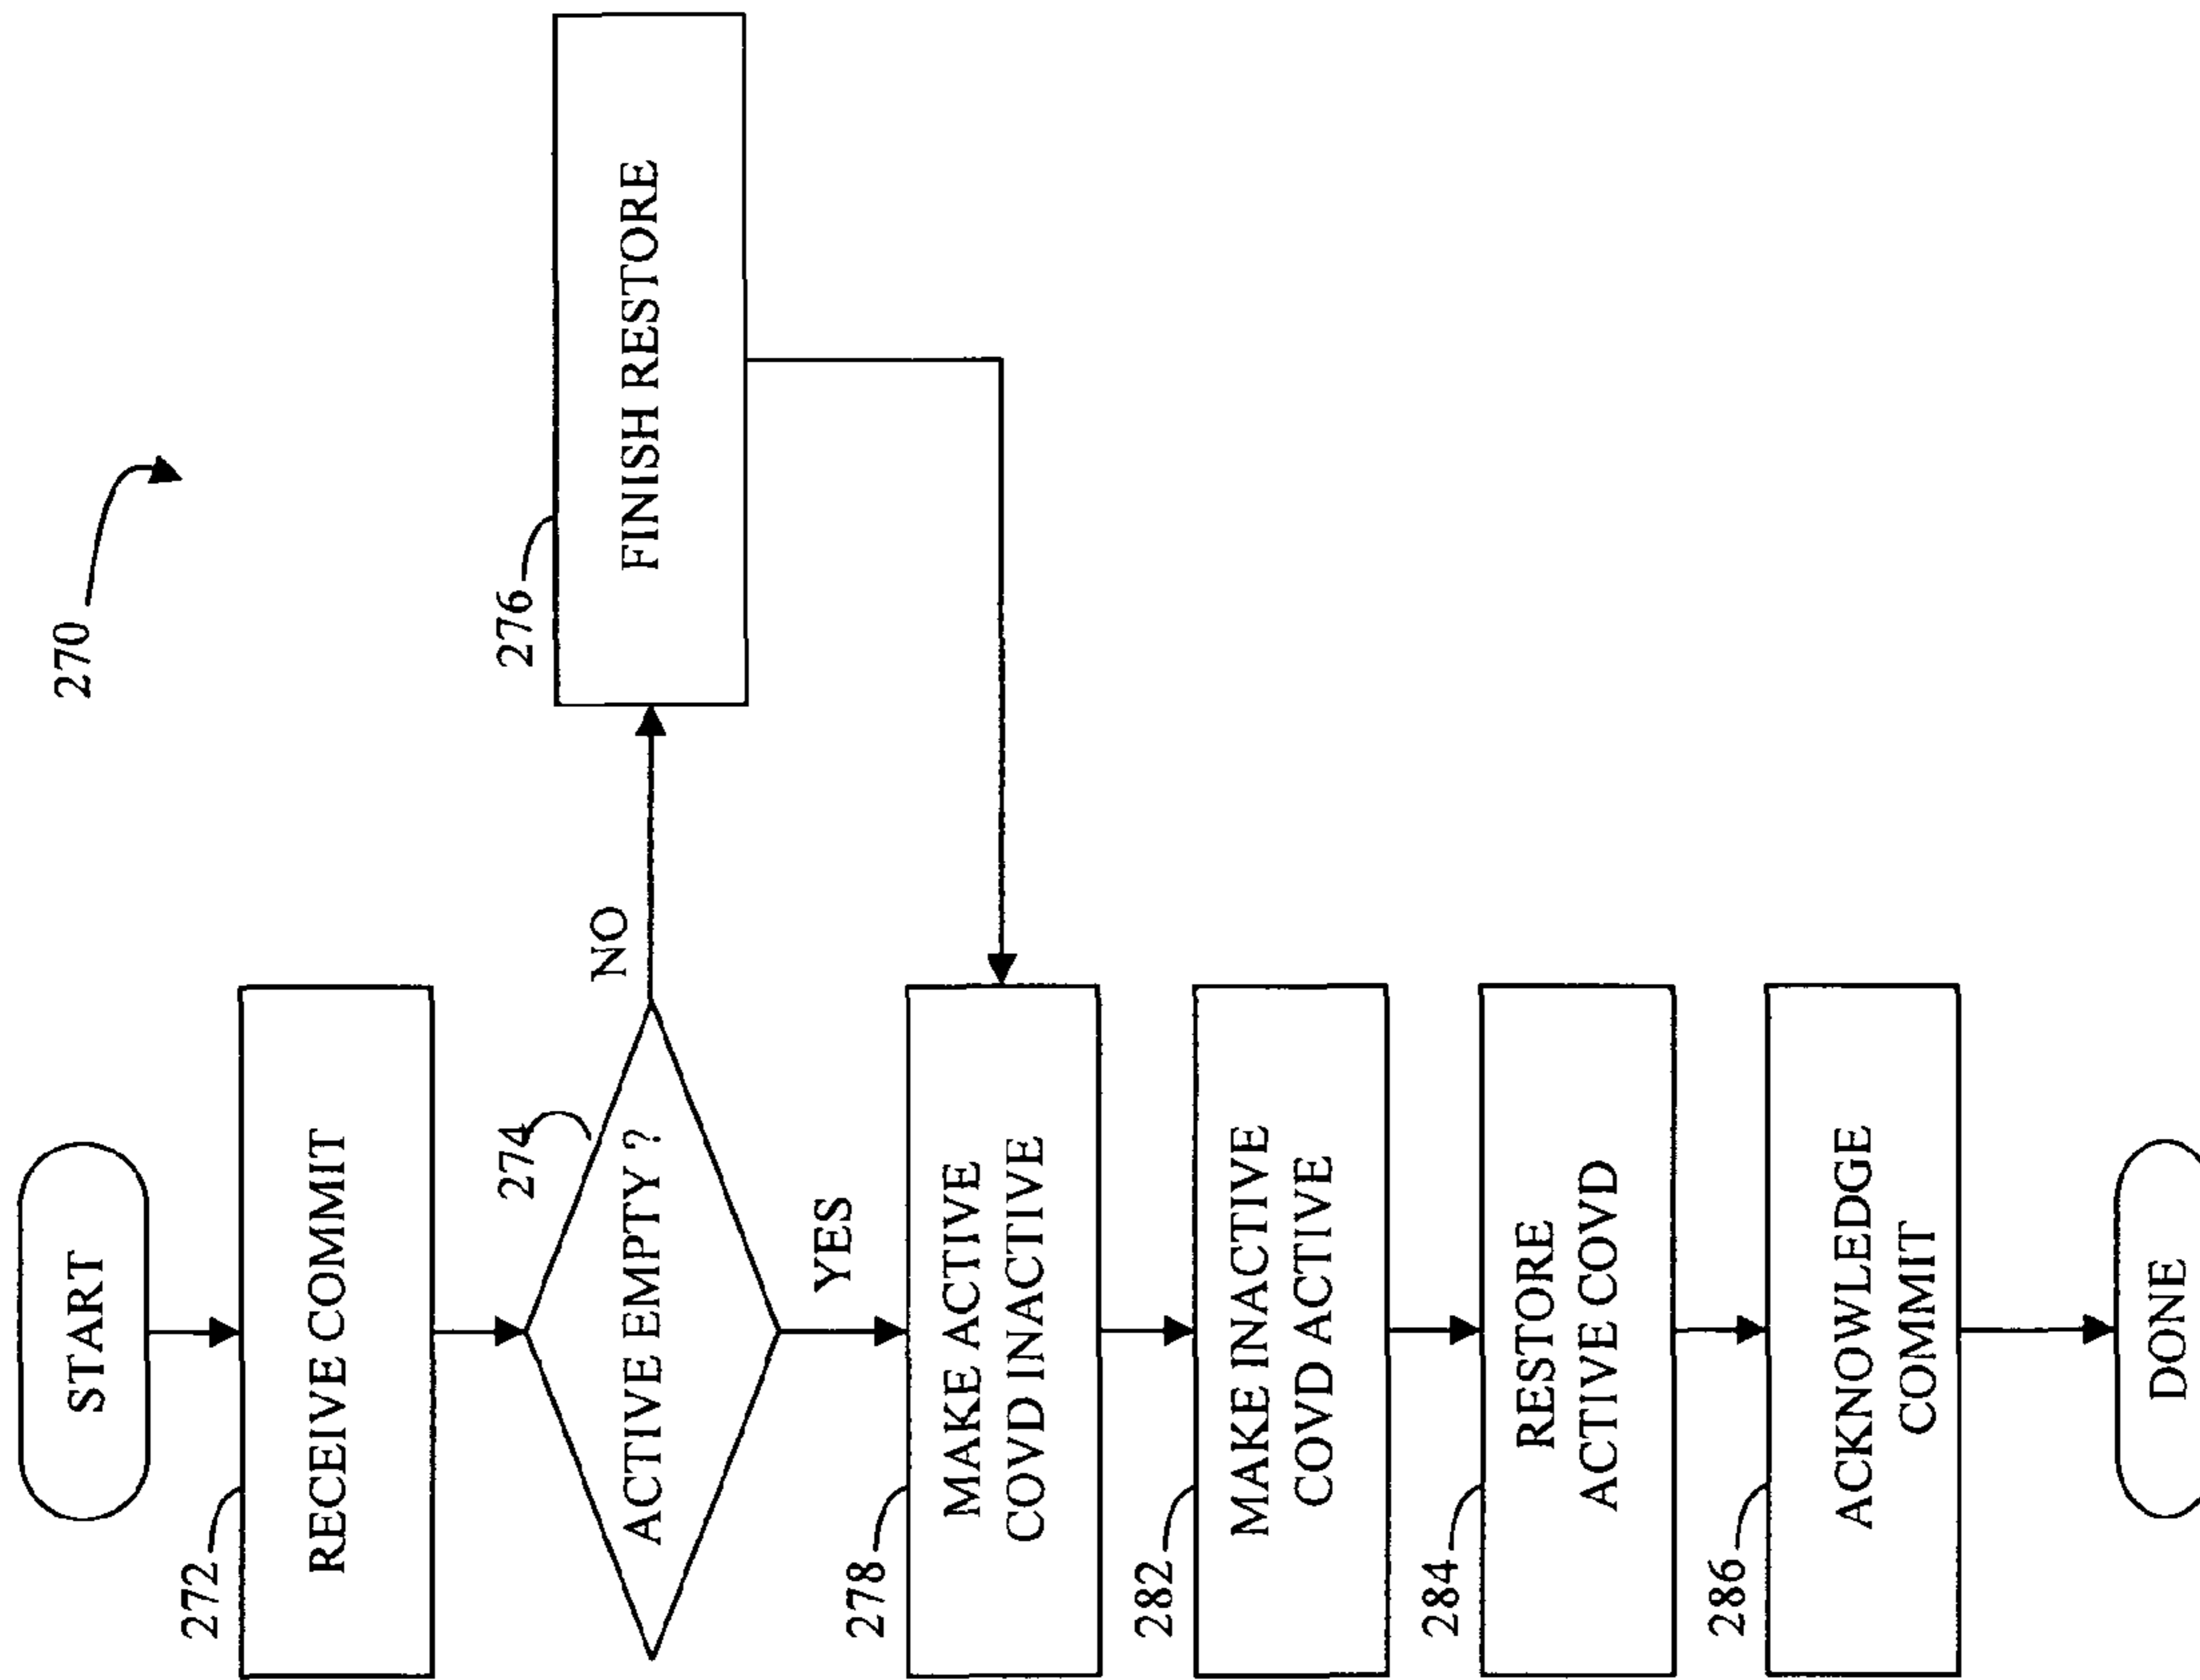 270
START
272
RECEIVE COMMIT
274
ACTIVE EMPTY ?
NO
276
FINISH RESTORE
YES
278
MAKE ACTIVE
COVD INACTIVE
282
MAKE INACTIVE
COVD ACTIVE
284
RESTORE
ACTIVE COVD
286
ACKNOWLEDGE
COMMIT
DONE